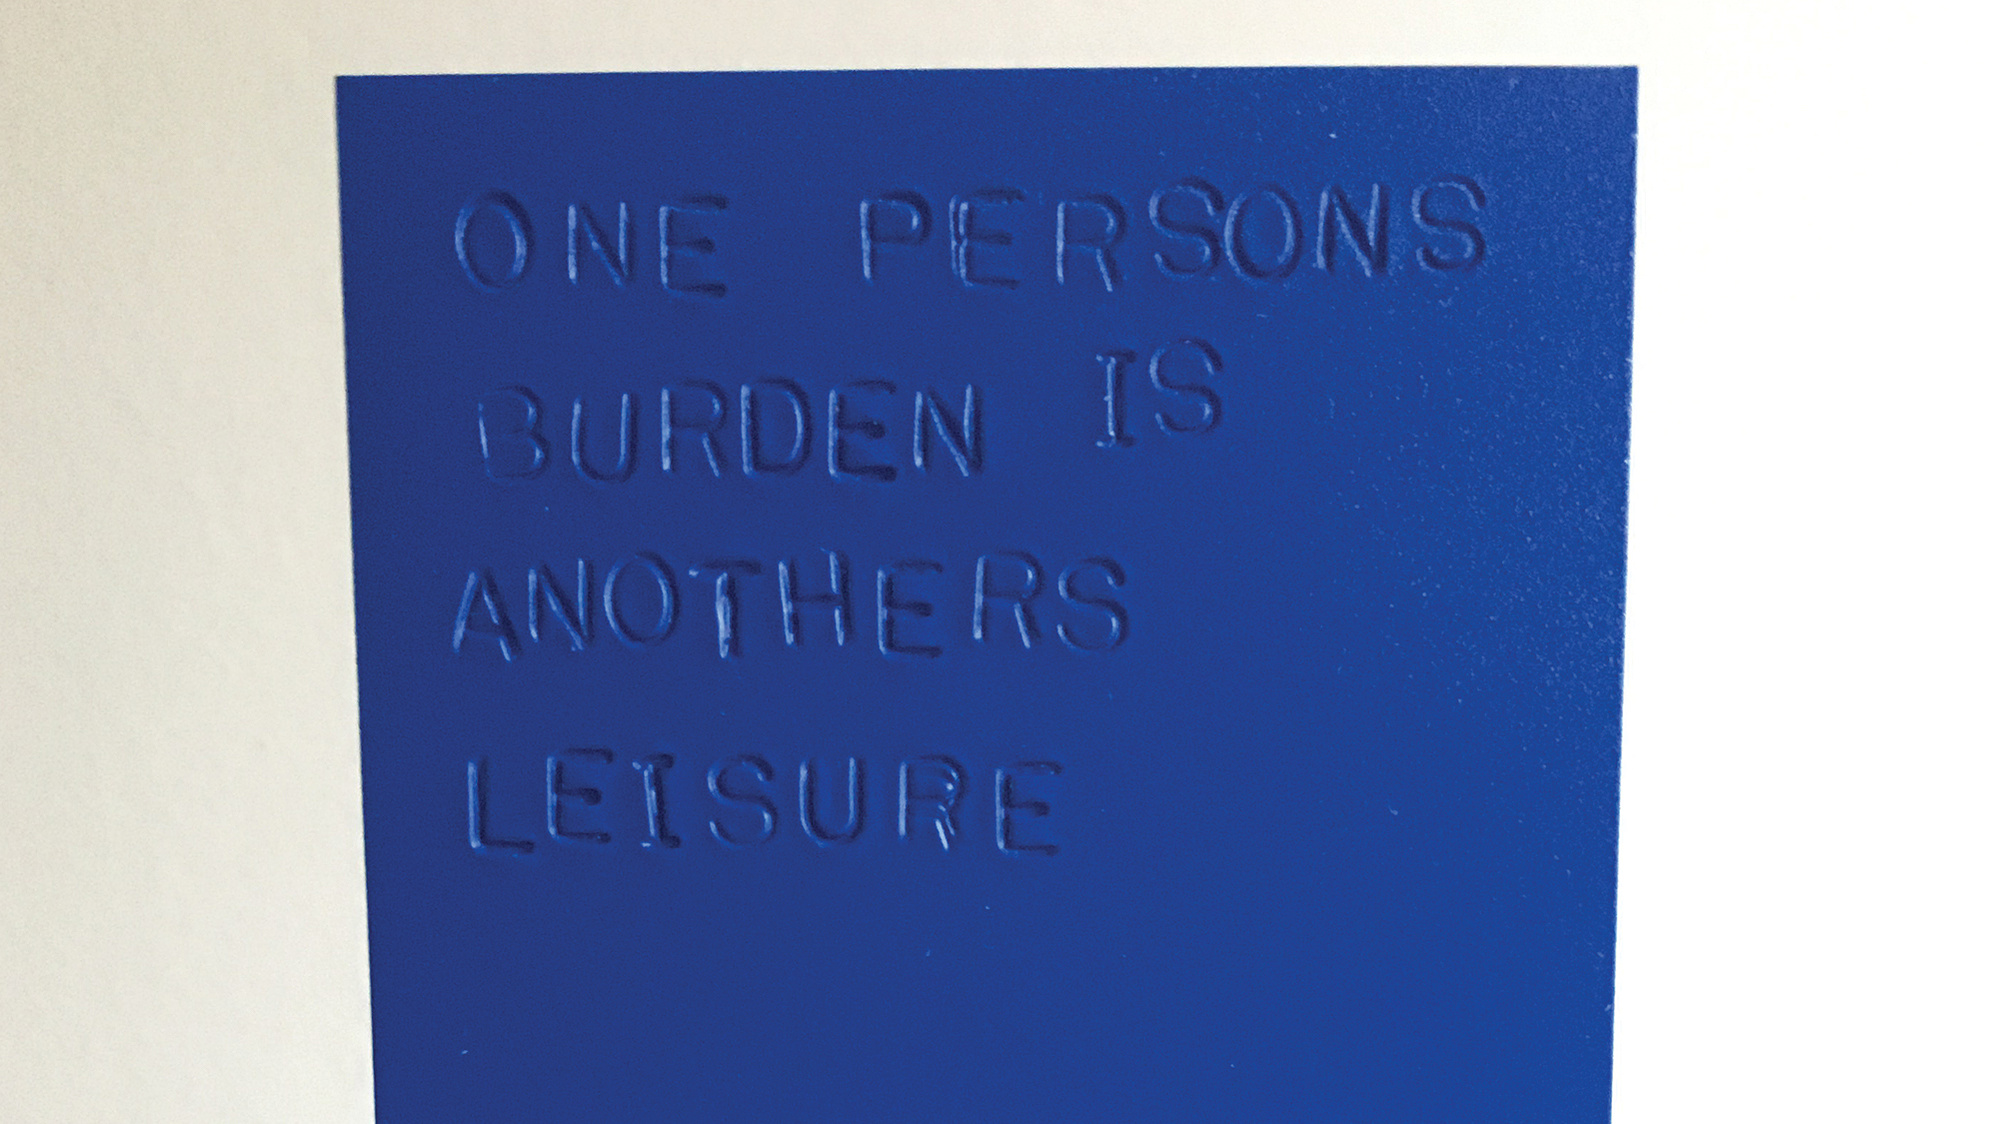 ONE PERSONS
BURDEN IS
ANOTHERS
LEISURE